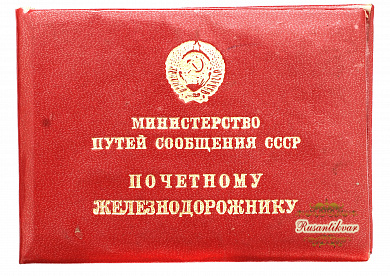 МИНИСТЕРСТВО
ПУТЕЙ СООБЩЕНИЯ СССР
ПОЧЕТНОМУ
ЖЕЛЕЗНОДОРОЖНИКУ
Rusantikvar